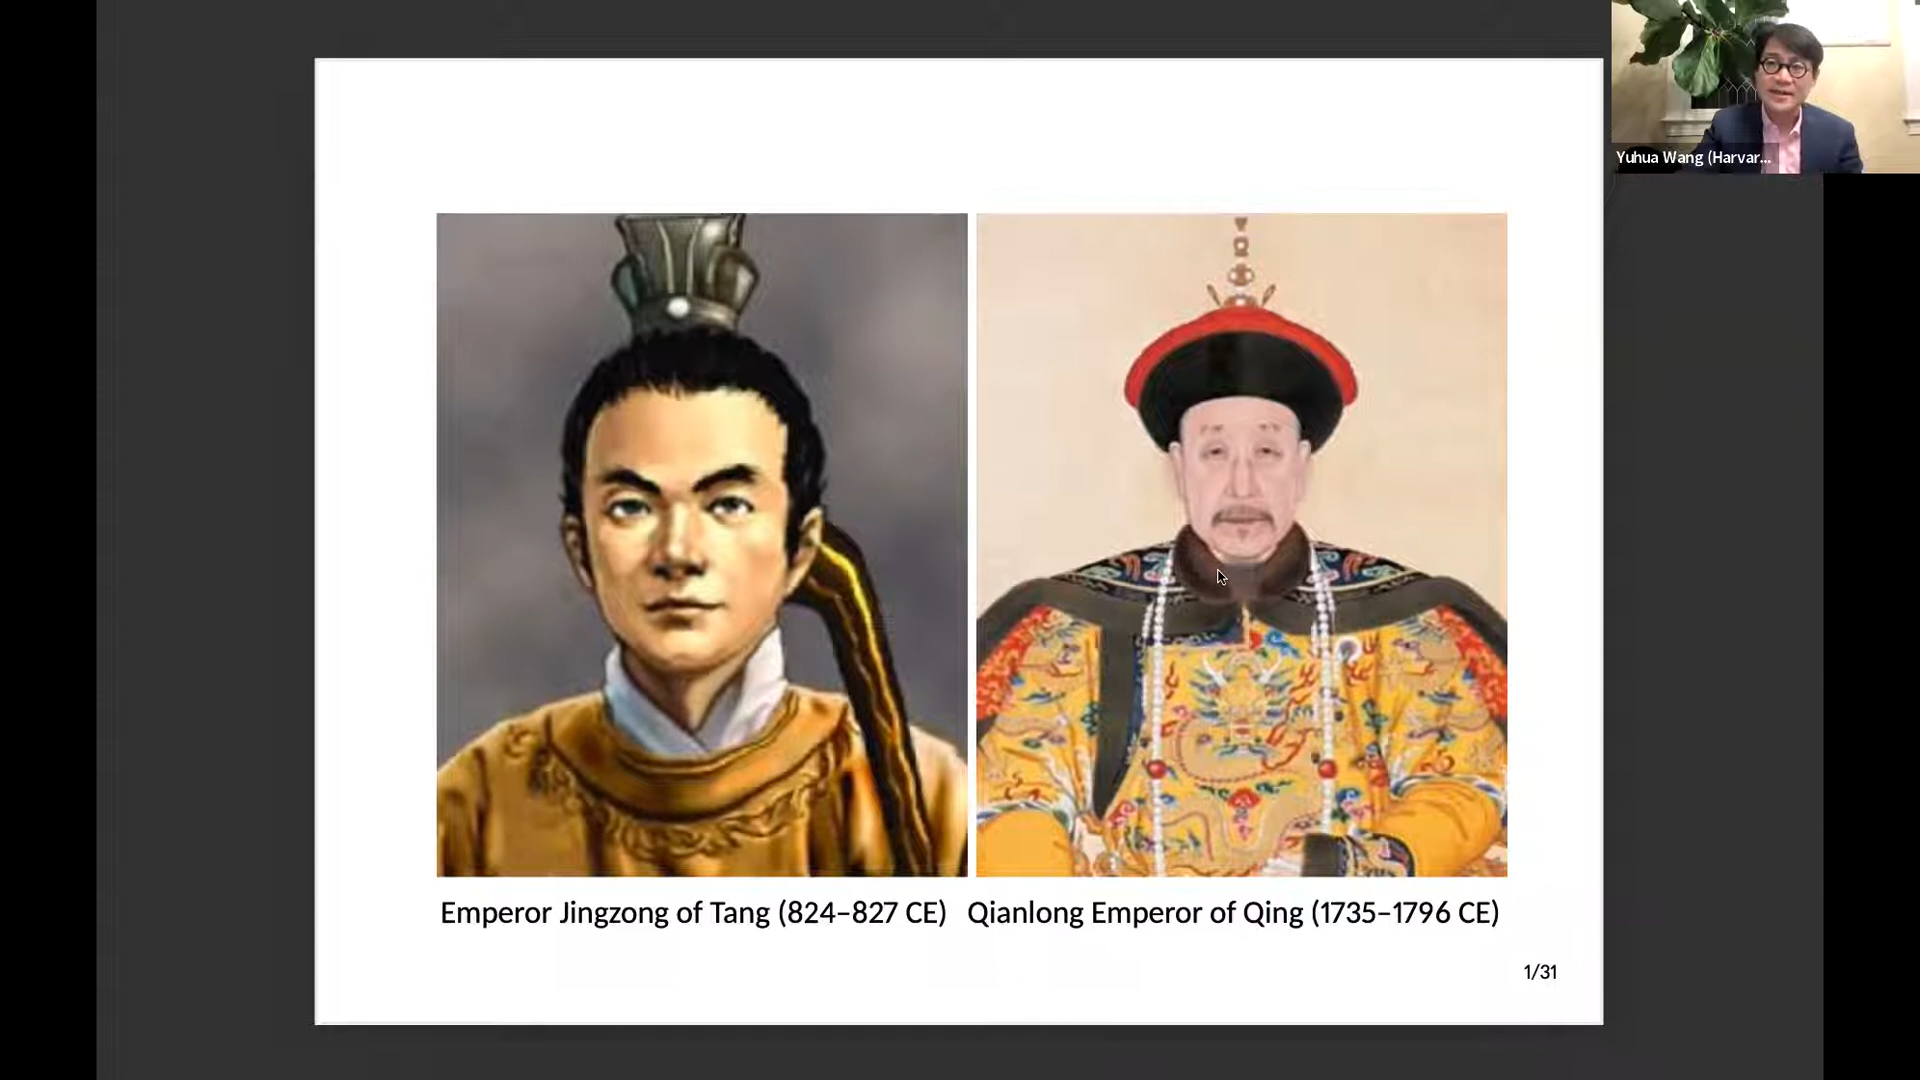 Yuhua Wang (Harvar...
Emperor Jingzong of Tang (824–827 CE)
Qianlong Emperor of Qing (1735–1796 CE)
1/31